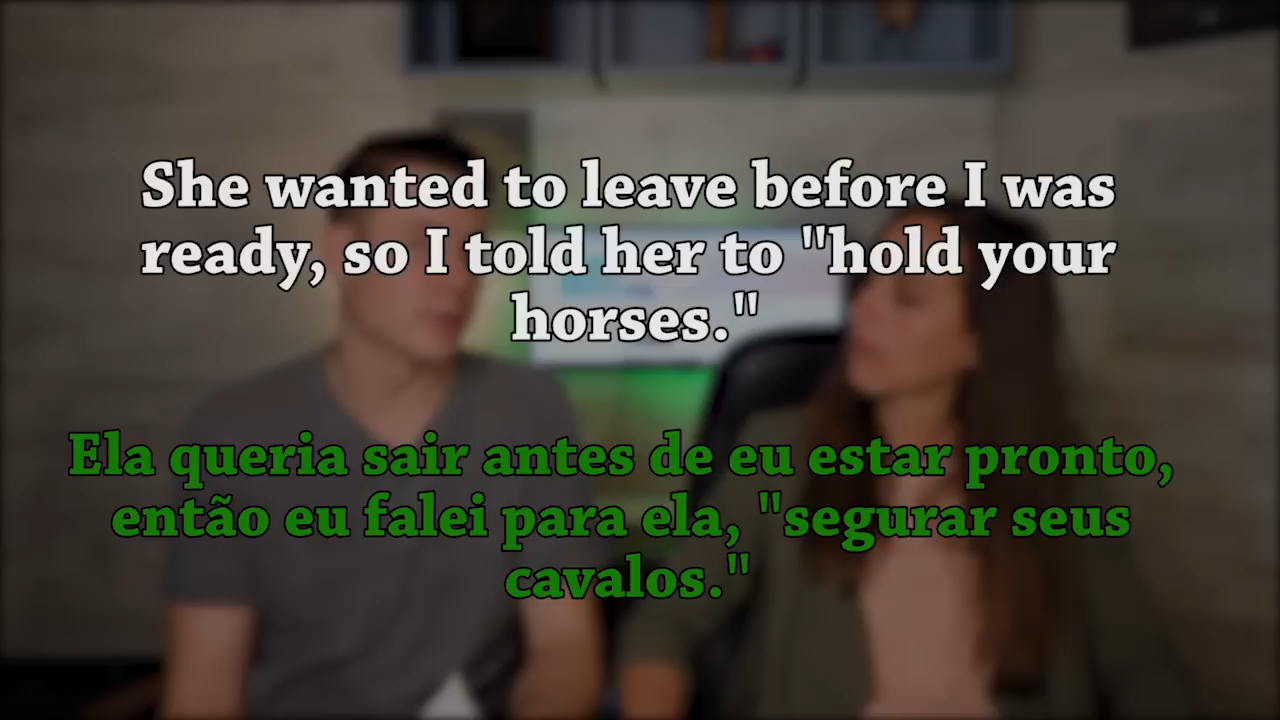 She wanted to leave before I was
ready, so I told her to "hold your
horses."
Ela queria sair antes de eu estar pronto,
então eu falei para ela, "segurar seus
cavalos."